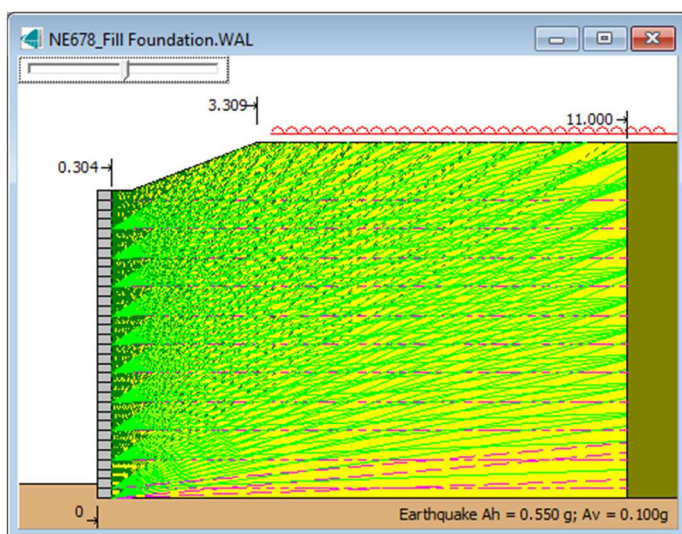 NE678_Fill Foundation.WAL
3.309
11.000
0.304
0
Earthquake Ah = 0.550 g; Av = 0.100g